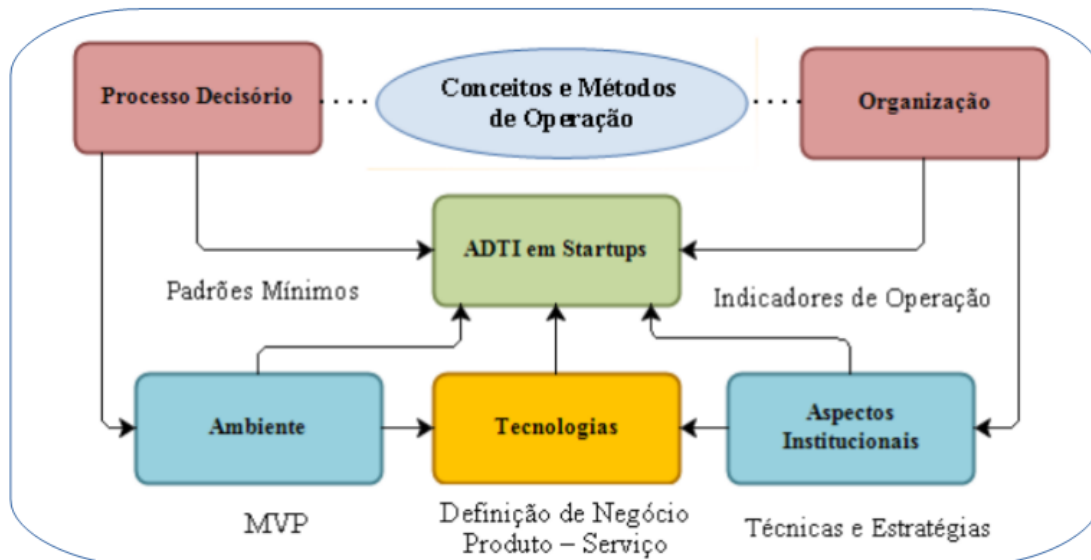 Processo Decisório
Conceitos e Métodos
de Operação
Organização
ADTI em Startups
Padrões Mínimos
Indicadores de Operação
Ambiente
Tecnologias
Aspectos
Institucionais
MVP
Definição de Negócio
Produto – Serviço
Técnicas e Estratégias